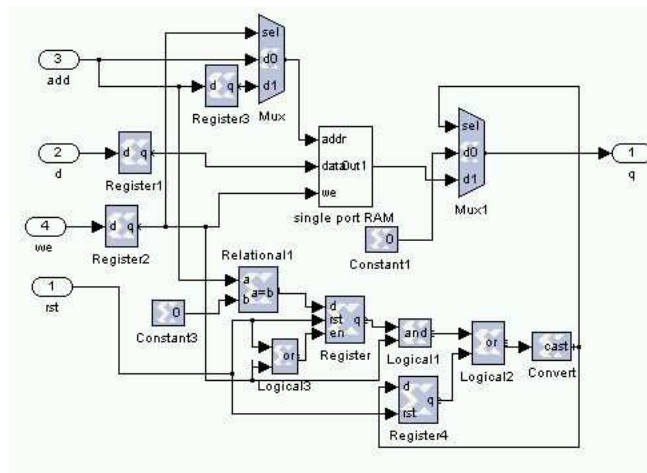 sel
3
d0
add
d q
d1
Register3
Mux
addr
sel
2
d q
data
Out1
d0
1
d
Register1
d1
q
we
Mux1
4
d q
single port RAM
we
Register2
0
Relational1
Constant1
a
1
a=b
b
d
rst
0
rst
q
and
en
or
cast
Constant3
or
Register
Logical1
Logical2
Convert
Logical3
d
q
rst
Register4